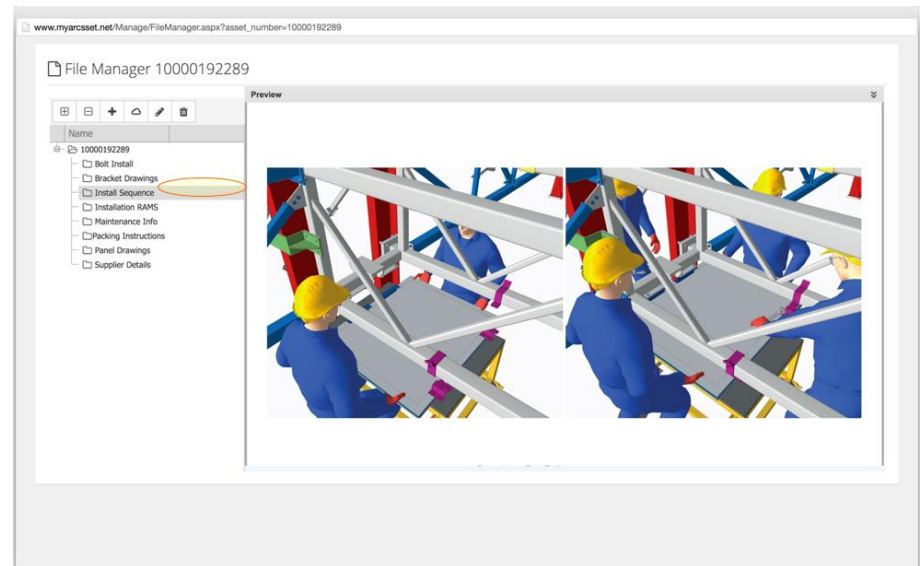 www.myarcsset.net/Manage/FileManager.aspx?asset_number=10000192289
File Manager 10000192289
Preview
Name
10000192289
Bolt Install
Bracket Drawings
Install Sequence
Installation RAMS
Maintenance Info
Packing Instructions
Panel Drawings
Supplier Details